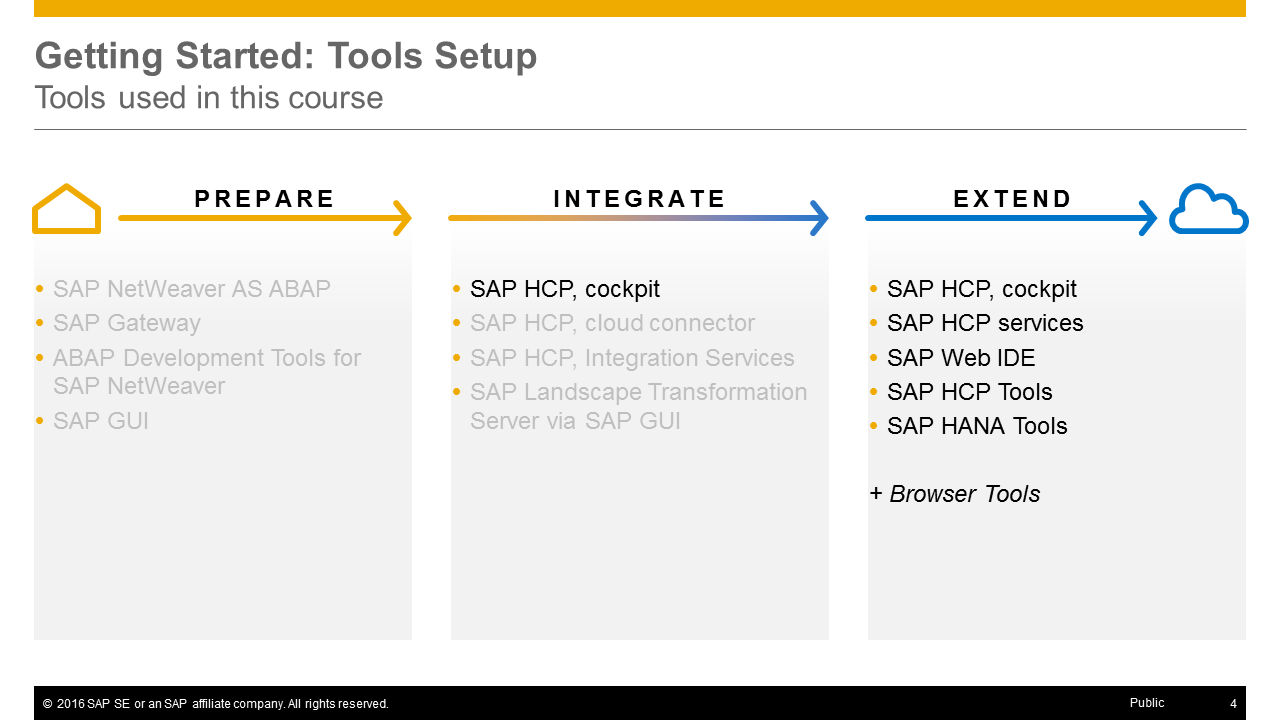 Getting Started: Tools Setup
Tools used in this course
PREPARE
• SAP NetWeaver AS ABAP
• SAP Gateway
• ABAP Development Tools for
SAP NetWeaver
• SAP GUI
INTEGRATE
• SAP HCP, cockpit
• SAP HCP, cloud connector
• SAP HCP, Integration Services
• SAP Landscape Transformation
Server via SAP GUI
EXTEND
• SAP HCP, cockpit
• SAP HCP services
• SAP Web IDE
• SAP HCP Tools
• SAP HANA Tools
+ Browser Tools
© 2016 SAP SE or an SAP affiliate company. All rights reserved.
Public
4